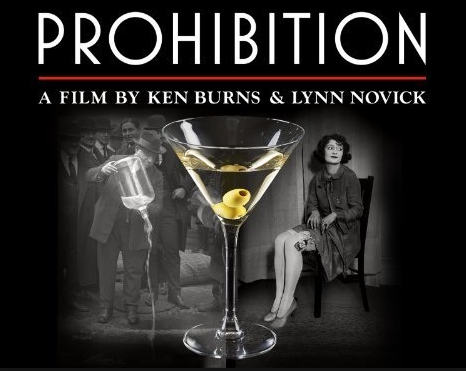 PROHIBITION
A FILM BY KEN BURNS & LYNN NOVICK